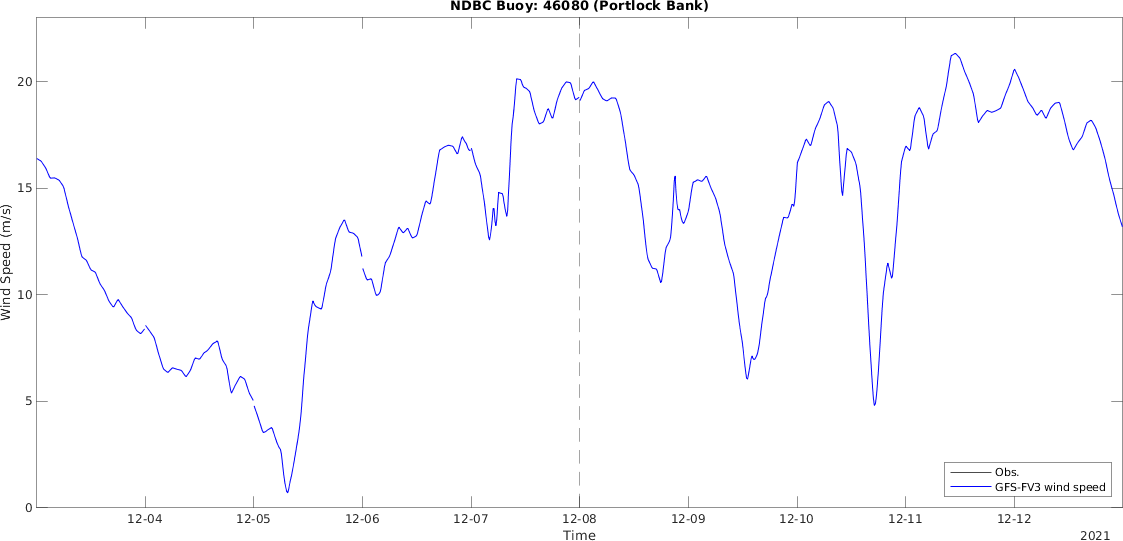 NDBC Buoy: 46080 (Portlock Bank)
Wind Speed (m/s)
20
15
10
5
0
Obs.
GFS-FV3 wind speed
12-04 12-05 12-06 12-07 12-08 12-09 12-10 12-11 12-12
Time
2021